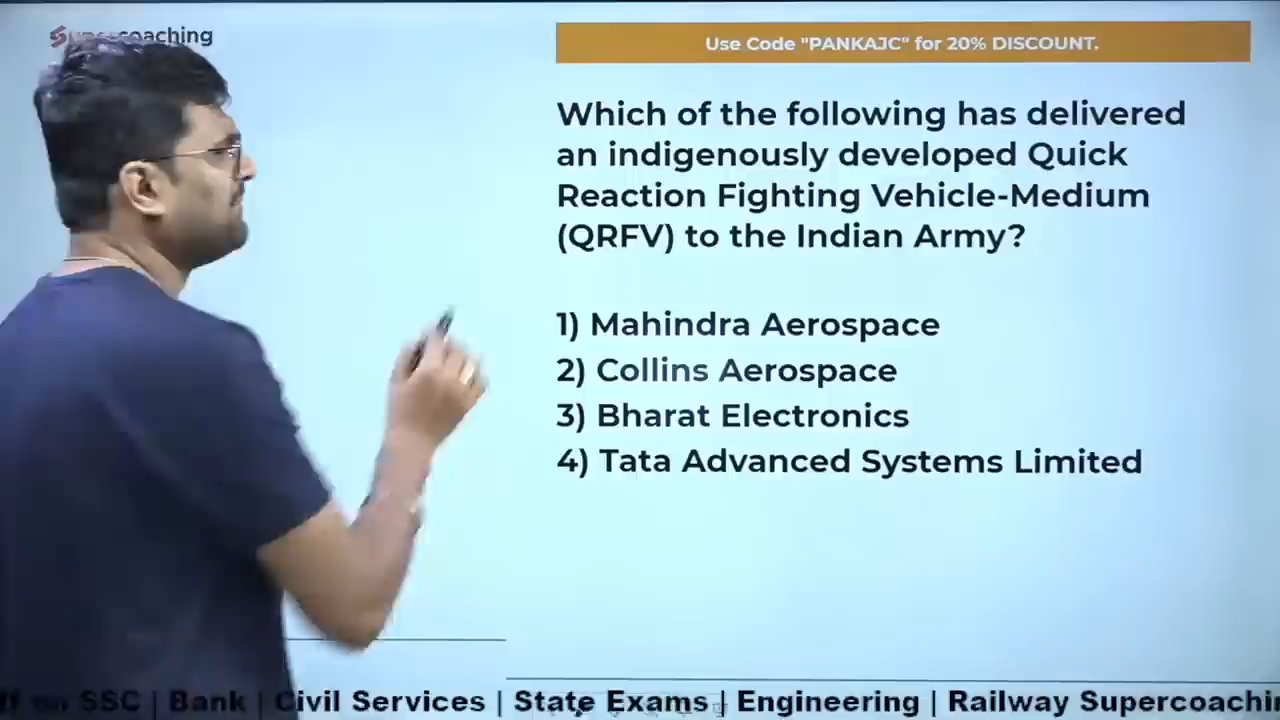 coaching
Use Code "PANKAJC" for 20% DISCOUNT.
Which of the following has delivered
an indigenously developed Quick
Reaction Fighting Vehicle-Medium
(QRFV) to the Indian Army?
1) Mahindra Aerospace
2) Collins Aerospace
3) Bharat Electronics
4) Tata Advanced Systems Limited
on SSC | Bank | Civil Services | State Exams | Engineering | Railway